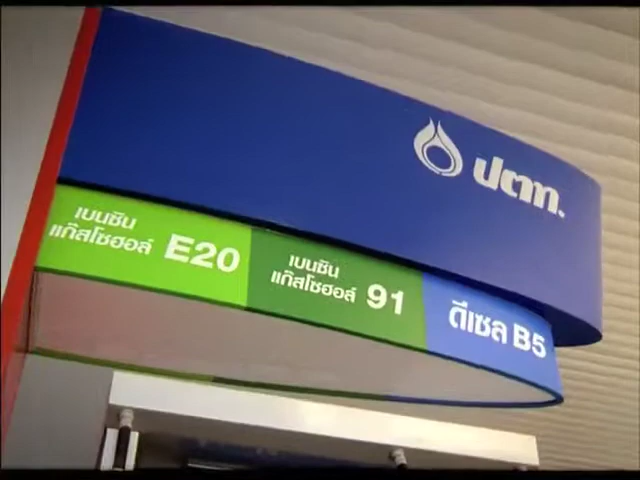 ปตท.
เบนซิน
แก๊สโซฮอล์ E20
เบนซิน
แก๊สโซฮอล์ 91
ดีเซล B5